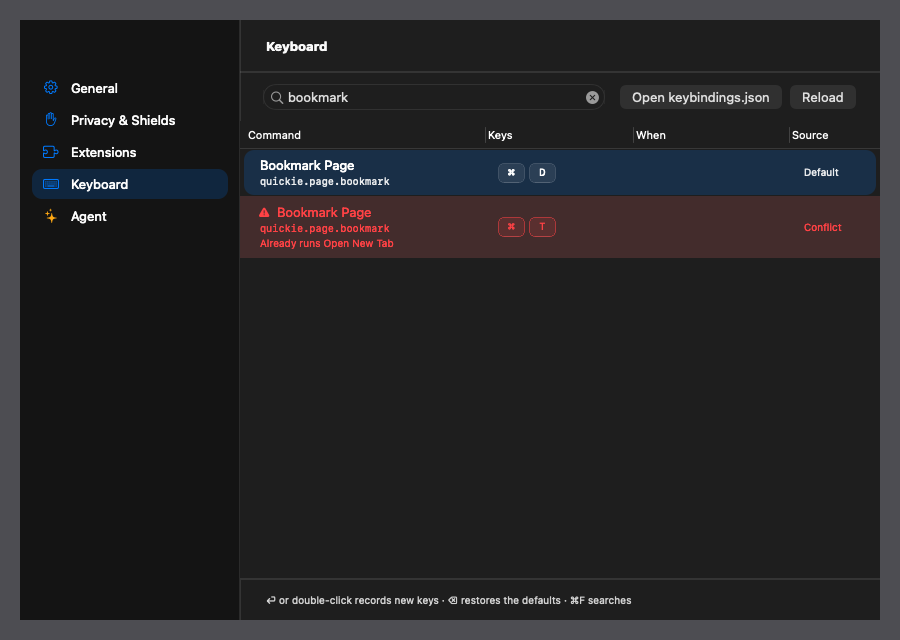 Keyboard
General
Privacy & Shields
Extensions
Keyboard
Agent
bookmark
Open keybindings.json
Reload
Command Keys When Source
Bookmark Page
quickie.page.bookmark
⌘ D
Default
Bookmark Page
quickie.page.bookmark
Already runs Open New Tab
⌘ T
Conflict
⏎ or double-click records new keys · ⌫ restores the defaults · ⌘F searches